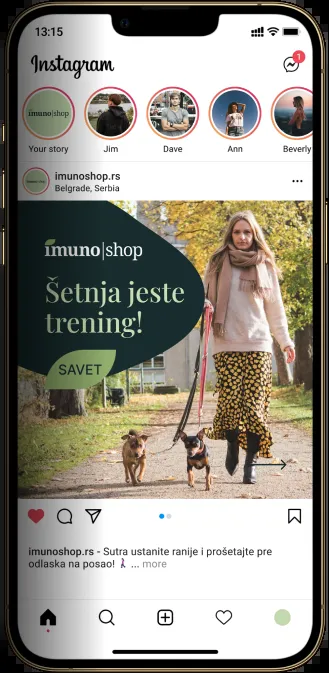 13:15
Instagram
1
imuno|shop
Your story
Jim
Dave
Ann
Beverly
imunoshop.rs
Belgrade, Serbia
imuno|shop
Šetnja jeste
trening!
SAVET
imunoshop.rs - Sutra ustanite ranije i prošetajte pre
odlaska na posao! ... more